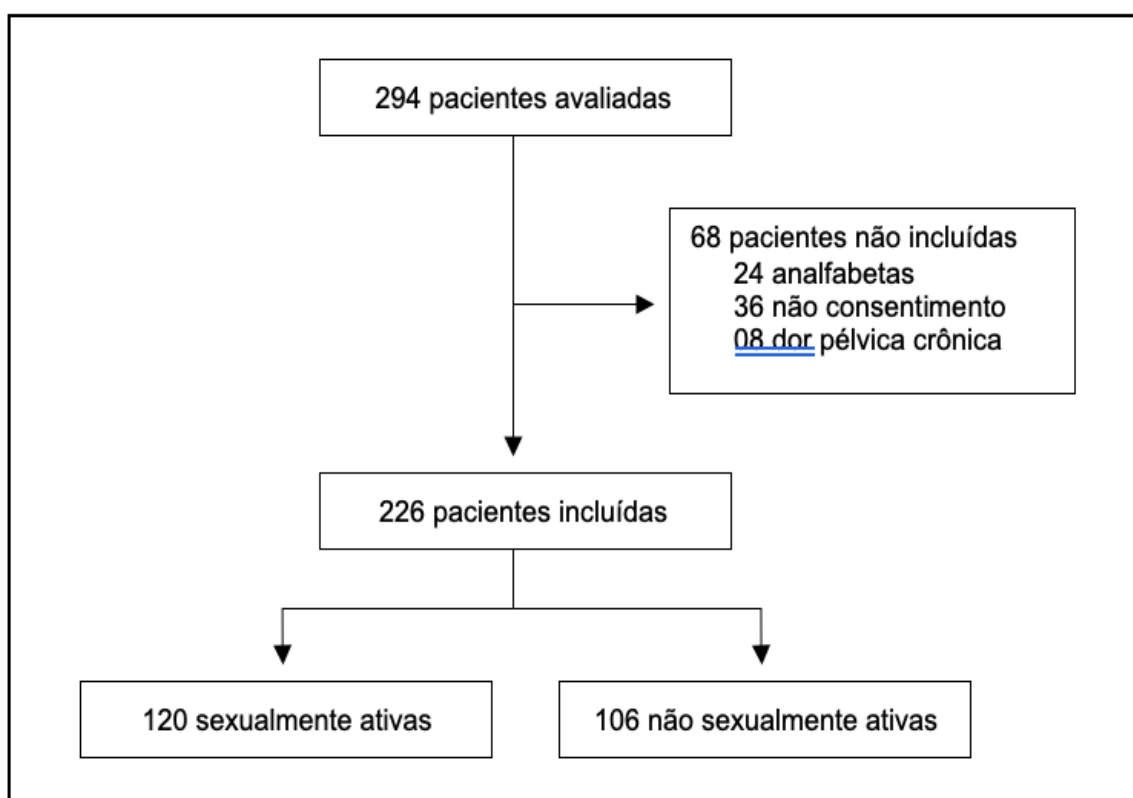 294 pacientes avaliadas
68 pacientes não incluídas
24 analfabetas
36 não consentimento
08 dor pélvica crônica
226 pacientes incluídas
120 sexualmente ativas
106 não sexualmente ativas